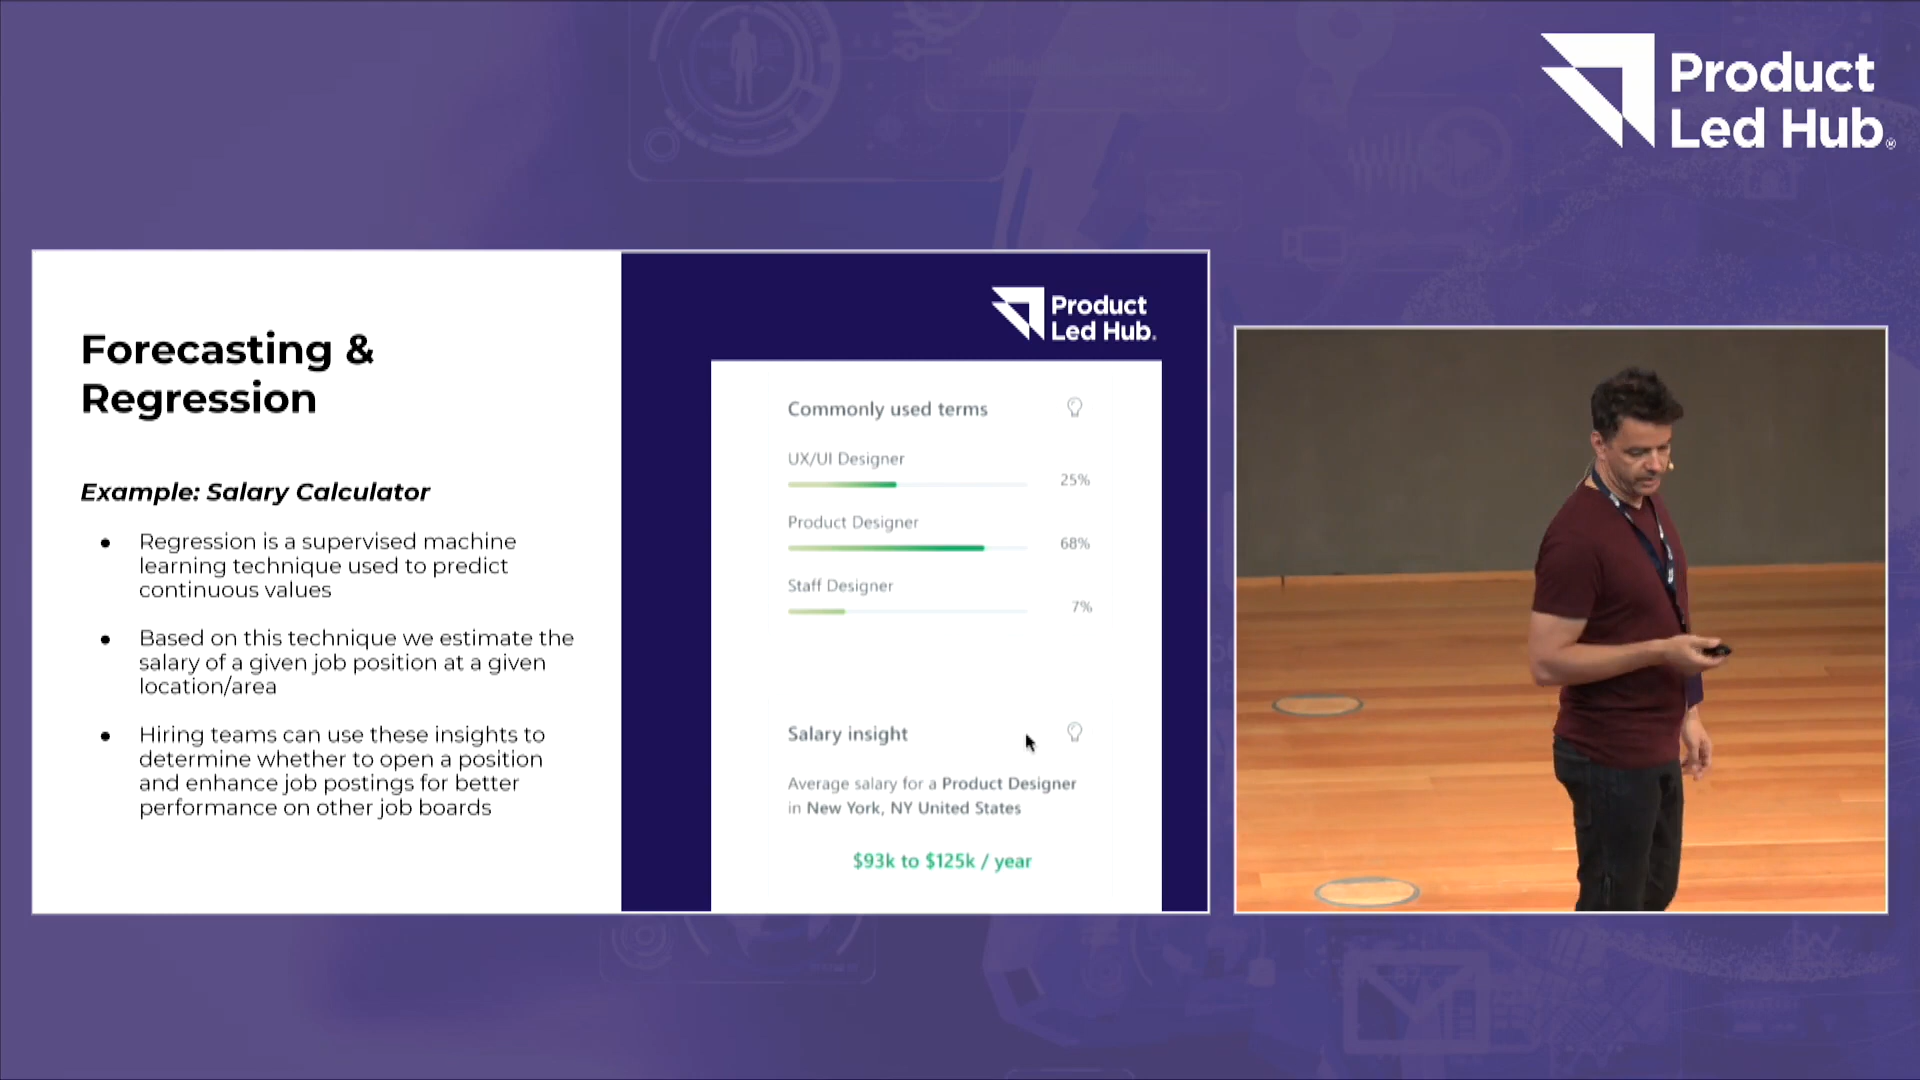 Product
Led Hub
Forecasting &
Regression
Example: Salary Calculator
● Regression is a supervised machine
learning technique used to predict
continuous values
● Based on this technique we estimate the
salary of a given job position at a given
location/area
● Hiring teams can use these insights to
determine whether to open a position
and enhance job postings for better
performance on other job boards
Product
Led Hub
Commonly used terms
UX/UI Designer
25%
Product Designer
68%
Staff Designer
7%
Salary insight
Average salary for a Product Designer
in New York, NY United States
$93k to $125k / year